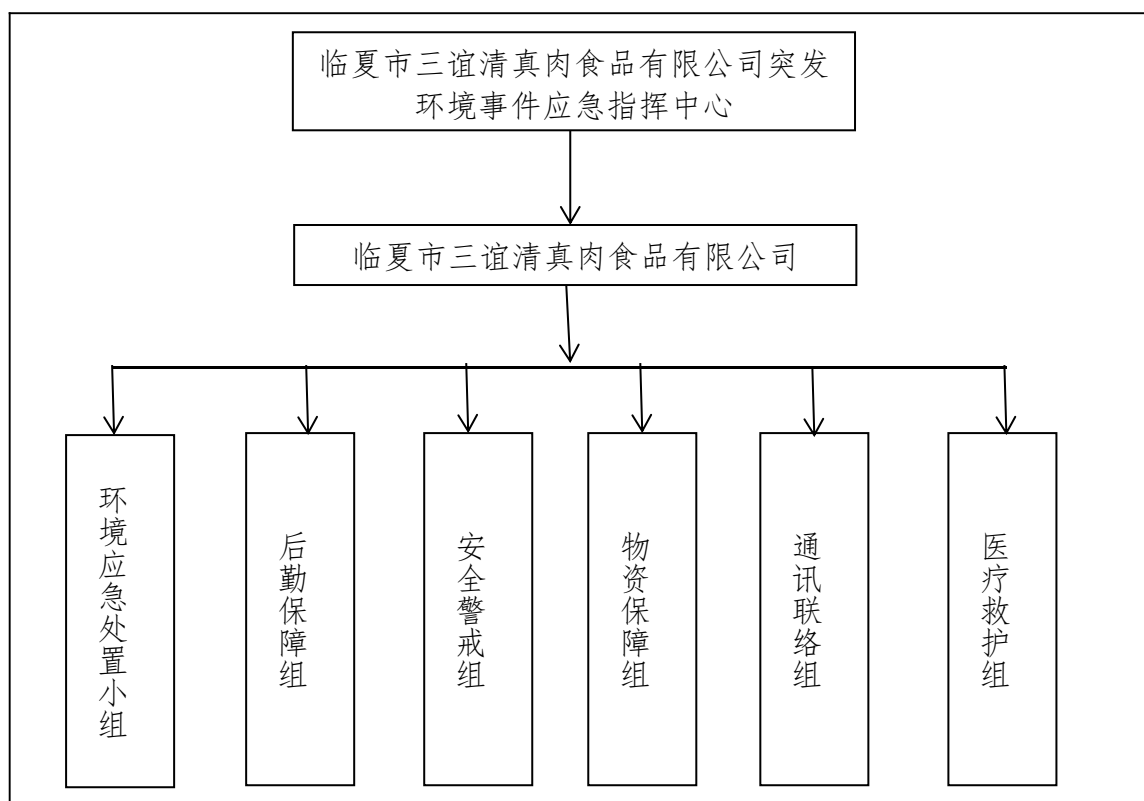 临夏市三谊清真肉食品有限公司突发
环境事件应急指挥中心
临夏市三谊清真肉食品有限公司
环境应急处置小组
后勤保障组
安全警戒组
物资保障组
通讯联络组
医疗救护组